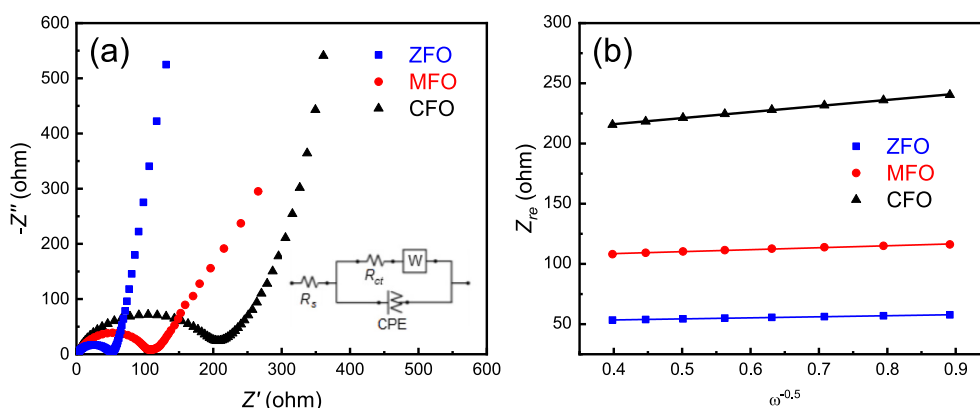 (a)
ZFO
MFO
CFO
-Z″ (ohm)
600
500
400
300
200
100
0
0 100 200 300 400 500 600
Z′ (ohm)
R_s
R_ct
W
CPE
(b)
ZFO
MFO
CFO
Z_re (ohm)
300
250
200
150
100
50
0.4 0.5 0.6 0.7 0.8 0.9
ω^-0.5